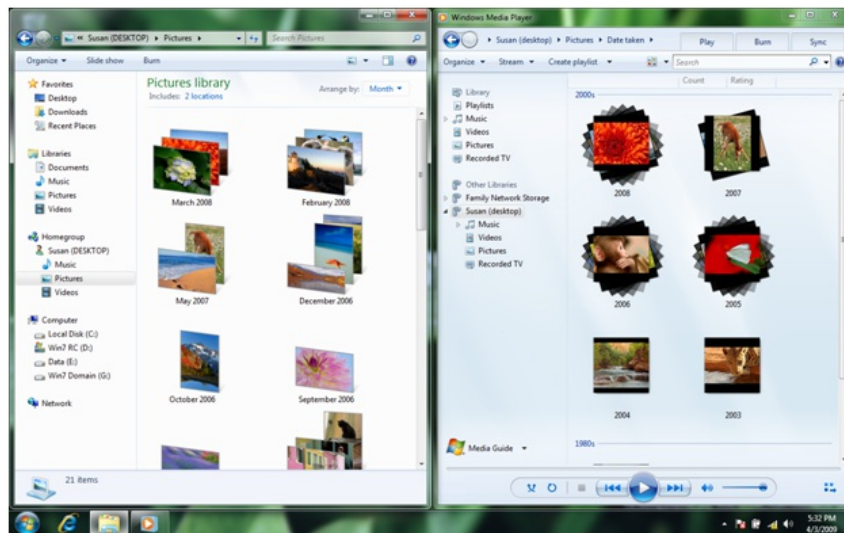 « Susan (DESKTOP) ▸ Pictures ▸
Search Pictures
Organize ▾ Slide show Burn
Favorites
Desktop
Downloads
Recent Places
Libraries
Documents
Music
Pictures
Videos
Homegroup
Susan (DESKTOP)
Music
Pictures
Videos
Computer
Local Disk (C:)
Win7 RC (D:)
Data (E:)
Win7 Domain (G:)
Network
Pictures library
Includes: 2 locations
Arrange by: Month ▾
March 2008
February 2008
May 2007
December 2006
October 2006
September 2006
21 items
Windows Media Player
▸ Susan (desktop) ▸ Pictures ▸ Date taken ▸
Play Burn Sync
Organize ▾ Stream ▾ Create playlist ▾
Search
Count Rating
Library
Playlists
Music
Videos
Pictures
Recorded TV
Other Libraries
Family Network Storage
Susan (desktop)
Music
Videos
Pictures
Recorded TV
Media Guide ▾
2000s
2008
2007
2006
2005
2004
2003
1980s
5:32 PM
4/3/2009